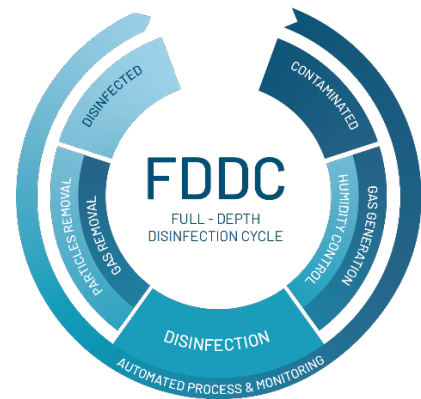 DISINFECTED
CONTAMINATED
FDDC
FULL - DEPTH
DISINFECTION CYCLE
PARTICLES REMOVAL
GAS REMOVAL
HUMIDITY CONTROL
GAS GENERATION
DISINFECTION
AUTOMATED PROCESS & MONITORING